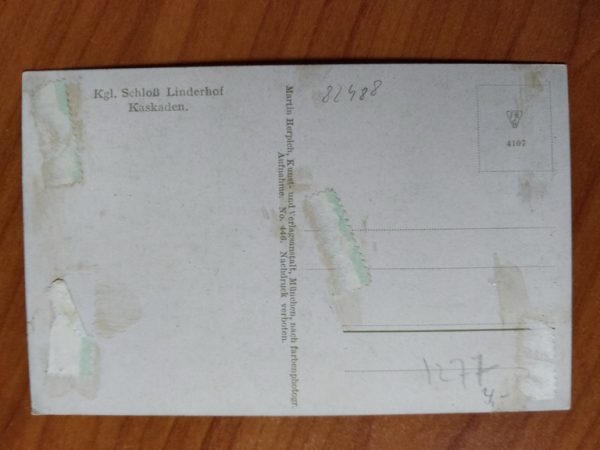 Kgl. Schloß Linderhof
Kaskaden.
82488
Martin Herpich, Kunst- und Verlagsanstalt, München, nach farbenphotogr.
Aufnahme. No. 446. Nachdruck verboten.
4107
1277
4,-